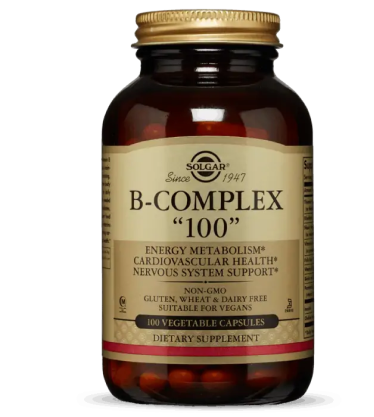 SOLGAR®
Since 1947
B-COMPLEX
“100”
ENERGY METABOLISM*
CARDIOVASCULAR HEALTH*
NERVOUS SYSTEM SUPPORT*
NON-GMO
GLUTEN, WHEAT & DAIRY FREE
SUITABLE FOR VEGANS
100 VEGETABLE CAPSULES
DIETARY SUPPLEMENT